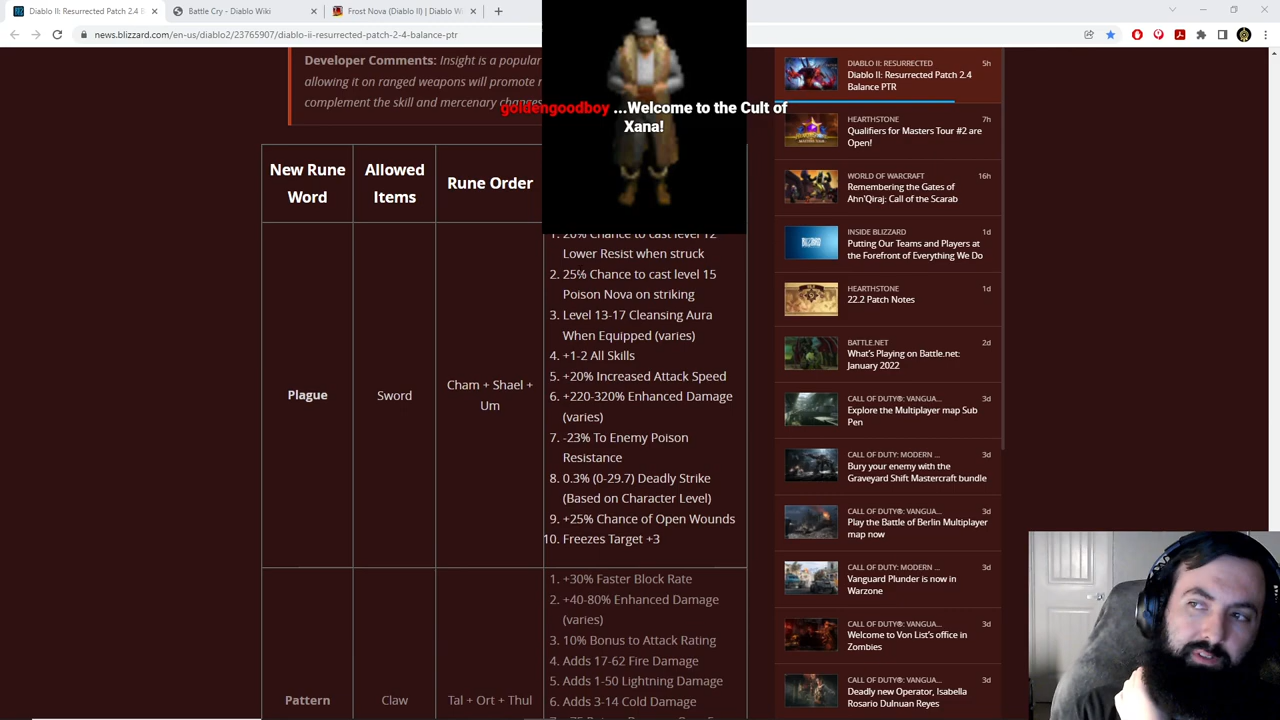 Diablo II: Resurrected Patch 2.4 B
Battle Cry - Diablo Wiki
Frost Nova (Diablo II) | Diablo W
news.blizzard.com/en-us/diablo2/23765907/diablo-ii-resurrected-patch-2-4-balance-ptr
Developer Comments: Insight is a popular
allowing it on ranged weapons will promote
complement the skill and mercenary changes
goldengoodboy ...Welcome to the Cult of
Xana!
New Rune Word
Allowed Items
Rune Order
Plague
Sword
Cham + Shael +
Um
1. 20% Chance to cast level 12
Lower Resist when struck
2. 25% Chance to cast level 15
Poison Nova on striking
3. Level 13-17 Cleansing Aura
When Equipped (varies)
4. +1-2 All Skills
5. +20% Increased Attack Speed
6. +220-320% Enhanced Damage
(varies)
7. -23% To Enemy Poison
Resistance
8. 0.3% (0-29.7) Deadly Strike
(Based on Character Level)
9. +25% Chance of Open Wounds
10. Freezes Target +3
Pattern
Claw
Tal + Ort + Thul
1. +30% Faster Block Rate
2. +40-80% Enhanced Damage
(varies)
3. 10% Bonus to Attack Rating
4. Adds 17-62 Fire Damage
5. Adds 1-50 Lightning Damage
6. Adds 3-14 Cold Damage
DIABLO II: RESURRECTED 5h
Diablo II: Resurrected Patch 2.4
Balance PTR
HEARTHSTONE 7h
Qualifiers for Masters Tour #2 are
Open!
WORLD OF WARCRAFT 16h
Remembering the Gates of
Ahn'Qiraj: Call of the Scarab
INSIDE BLIZZARD 1d
Putting Our Teams and Players at
the Forefront of Everything We Do
HEARTHSTONE 1d
22.2 Patch Notes
BATTLE.NET 2d
What's Playing on Battle.net:
January 2022
CALL OF DUTY®: VANGUA... 3d
Explore the Multiplayer map Sub
Pen
CALL OF DUTY: MODERN ... 3d
Bury your enemy with the
Graveyard Shift Mastercraft bundle
CALL OF DUTY®: VANGUA... 3d
Play the Battle of Berlin Multiplayer
map now
CALL OF DUTY: MODERN ... 3d
Vanguard Plunder is now in
Warzone
CALL OF DUTY®: VANGUA... 3d
Welcome to Von List's office in
Zombies
CALL OF DUTY®: VANGUA... 3d
Deadly new Operator, Isabella
Rosario Dulnuan Reyes